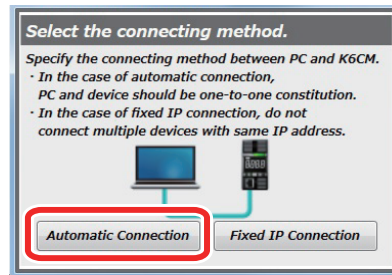 Select the connecting method.
Specify the connecting method between PC and K6CM.
・In the case of automatic connection,
PC and device should be one-to-one constitution.
・In the case of fixed IP connection, do not
connect multiple devices with same IP address.
Automatic Connection
Fixed IP Connection